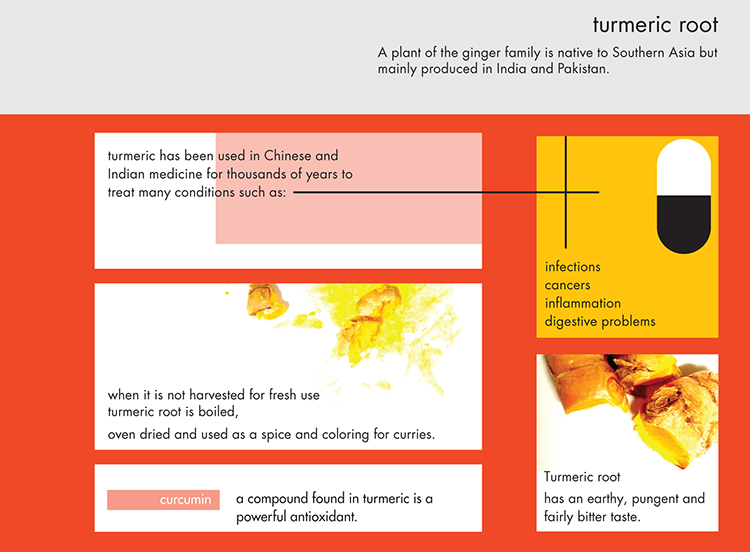 turmeric root
A plant of the ginger family is native to Southern Asia but
mainly produced in India and Pakistan.
turmeric has been used in Chinese and
Indian medicine for thousands of years to
treat many conditions such as:
infections
cancers
inflammation
digestive problems
when it is not harvested for fresh use
turmeric root is boiled,
oven dried and used as a spice and coloring for curries.
Turmeric root
has an earthy, pungent and
fairly bitter taste.
curcumin
a compound found in turmeric is a
powerful antioxidant.